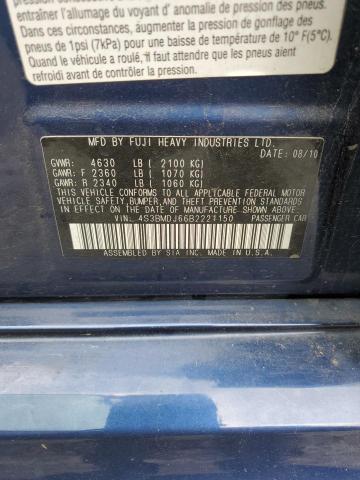 entraîner l'allumage du voyant d' anomalie de pression des pneus.
Dans ces circonstances, augmenter la pression de gonflage des
pneus de 1psi (7kPa) pour une baisse de température de 10° F(5°C).
Quand le véhicule a roulé, il faut attendre que les pneus aient
refroidi avant de contrôler la pression.
MFD BY FUJI HEAVY INDUSTRIES LTD.
DATE: 08/10
GVWR: 4630 LB ( 2100 KG)
GAWR: F 2360 LB ( 1070 KG)
GAWR: R 2340 LB ( 1060 KG)
THIS VEHICLE CONFORMS TO ALL APPLICABLE FEDERAL MOTOR
VEHICLE SAFETY, BUMPER, AND THEFT PREVENTION STANDARDS
IN EFFECT ON THE DATE OF MANUFACTURE SHOWN ABOVE.
VIN: 4S3BMDJ66B2221150 PASSENGER CAR
ASSEMBLED BY SIA MADE IN U.S.A.